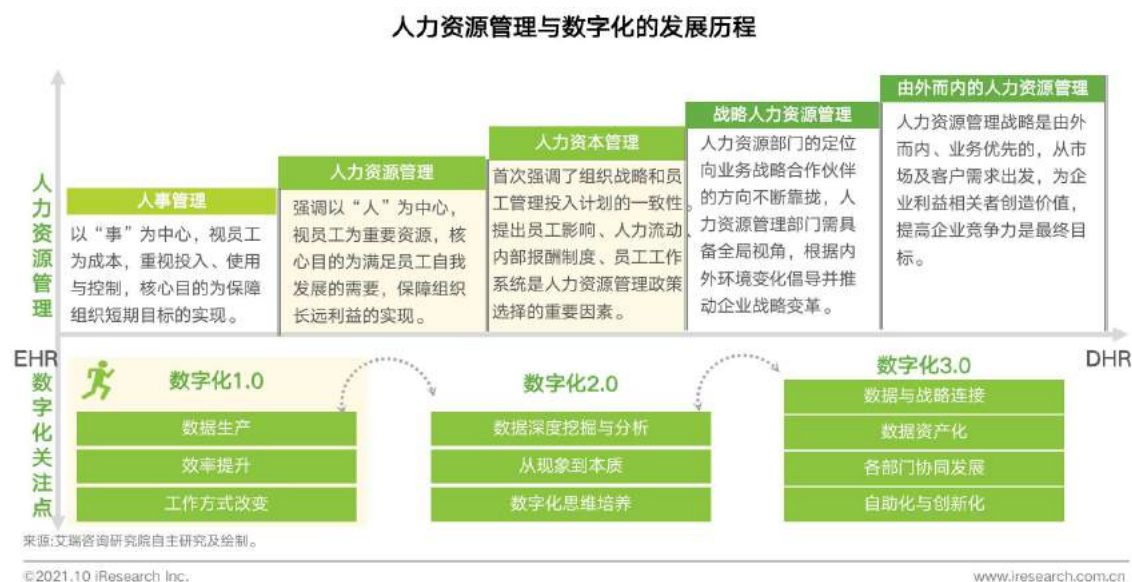 人力资源管理与数字化的发展历程
人力资源管理
人事管理
以“事”为中心，视员工
为成本，重视投入、使用
与控制，核心目的为保障
组织短期目标的实现。
人力资源管理
强调以“人”为中心，
视员工为重要资源，核
心目的为满足员工自我
发展的需要，保障组织
长远利益的实现。
人力资本管理
首次强调了组织战略和员
工管理投入计划的一致性，
提出员工影响、人力流动、
内部报酬制度、员工工作
系统是人力资源管理政策
选择的重要因素。
战略人力资源管理
人力资源部门的定位
向业务战略合作伙伴
的方向不断靠拢，人
力资源管理部门需具
备全局视角，根据内
外环境变化倡导并推
动企业战略变革。
由外而内的人力资源管理
人力资源管理战略是由外
而内、业务优先的，从市
场及客户需求出发，为企
业利益相关者创造价值，
提高企业竞争力是最终目
标。
EHR
DHR
数字化关注点
数字化1.0
数据生产
效率提升
工作方式改变
数字化2.0
数据深度挖掘与分析
从现象到本质
数字化思维培养
数字化3.0
数据与战略连接
数据资产化
各部门协同发展
自助化与创新化
来源:艾瑞咨询研究院自主研究及绘制。
©2021.10 iResearch Inc.
www.iresearch.com.cn